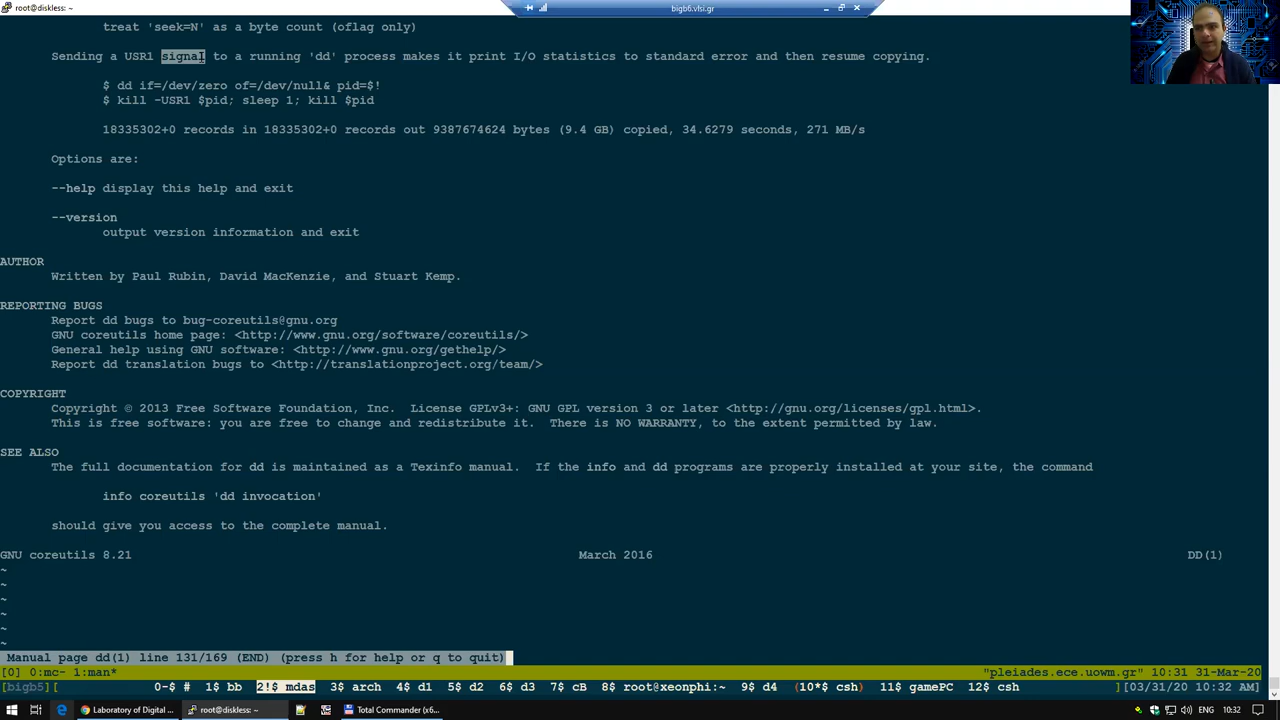 root@diskless: ~
bigb6.vlsi.gr
treat 'seek=N' as a byte count (oflag only)
Sending a USR1 signal to a running 'dd' process makes it print I/O statistics to standard error and then resume copying.
$ dd if=/dev/zero of=/dev/null& pid=$!
$ kill -USR1 $pid; sleep 1; kill $pid
18335302+0 records in 18335302+0 records out 9387674624 bytes (9.4 GB) copied, 34.6279 seconds, 271 MB/s
Options are:
--help display this help and exit
--version
output version information and exit
AUTHOR
Written by Paul Rubin, David MacKenzie, and Stuart Kemp.
REPORTING BUGS
Report dd bugs to bug-coreutils@gnu.org
GNU coreutils home page: <http://www.gnu.org/software/coreutils/>
General help using GNU software: <http://www.gnu.org/gethelp/>
Report dd translation bugs to <http://translationproject.org/team/>
COPYRIGHT
Copyright © 2013 Free Software Foundation, Inc.  License GPLv3+: GNU GPL version 3 or later <http://gnu.org/licenses/gpl.html>.
This is free software: you are free to change and redistribute it.  There is NO WARRANTY, to the extent permitted by law.
SEE ALSO
The full documentation for dd is maintained as a Texinfo manual.  If the info and dd programs are properly installed at your site, the command
info coreutils 'dd invocation'
should give you access to the complete manual.
GNU coreutils 8.21 March 2016 DD(1)
~
~
~
~
~
~
Manual page dd(1) line 131/169 (END) (press h for help or q to quit)
[0] 0:mc- 1:man* "pleiades.ece.uowm.gr" 10:31 31-Mar-20
[bigb5][ 0-$ # 1$ bb 2!$ mdas 3$ arch 4$ d1 5$ d2 6$ d3 7$ cB 8$ root@xeonphi:~ 9$ d4 (10*$ csh) 11$ gamePC 12$ csh ][03/31/20 10:32 AM]
Laboratory of Digital ... root@diskless: ~ Total Commander (x6... ENG 10:32